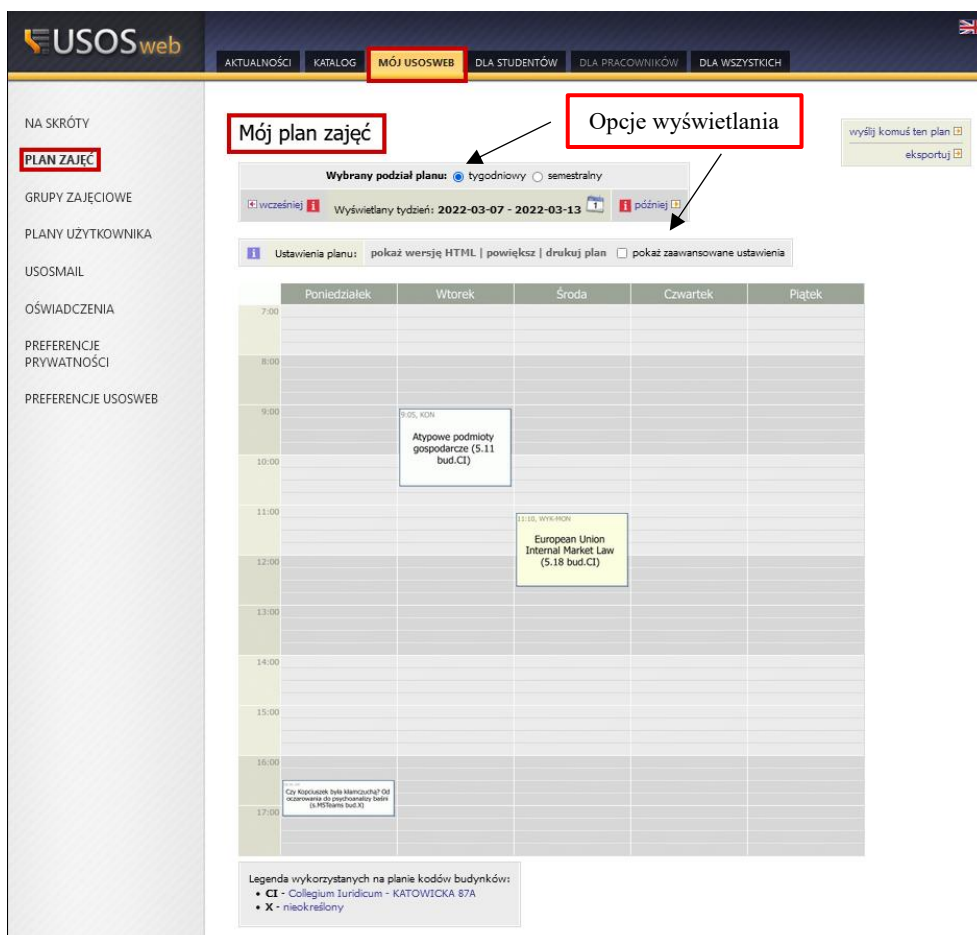 USOSweb
AKTUALNOŚCI KATALOG MÓJ USOSWEB DLA STUDENTÓW DLA PRACOWNIKÓW DLA WSZYSTKICH
NA SKRÓTY
PLAN ZAJĘĆ
GRUPY ZAJĘCIOWE
PLANY UŻYTKOWNIKA
USOSMAIL
OŚWIADCZENIA
PREFERENCJE
PRYWATNOŚCI
PREFERENCJE USOSWEB
Mój plan zajęć
Opcje wyświetlania
wyślij komuś ten plan
eksportuj
Wybrany podział planu: tygodniowy semestralny
wcześniej i Wyświetlany tydzień: 2022-03-07 - 2022-03-13 1 i później
i Ustawienia planu: pokaż wersję HTML | powiększ | drukuj plan pokaż zaawansowane ustawienia
Poniedziałek Wtorek Środa Czwartek Piątek
7:00
8:00
9:00
9:05, KON
Atypowe podmioty
gospodarcze (5.11
bud.CI)
10:00
11:00
11:10, WYK-MON
European Union
Internal Market Law
(5.18 bud.CI)
12:00
13:00
14:00
15:00
16:00
Czy Kopciuszek była kłamczuchą? Od
oczarowania do psychoanalizy baśni
(s.MSTeams bud.X)
17:00
Legenda wykorzystanych na planie kodów budynków:
• CI - Collegium Iuridicum - KATOWICKA 87A
• X - nieokreślony